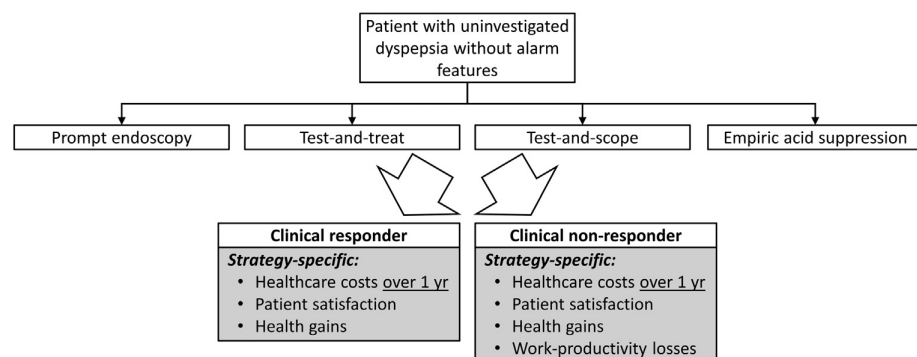 Patient with uninvestigated
dyspepsia without alarm
features
Prompt endoscopy
Test-and-treat
Test-and-scope
Empiric acid suppression
Clinical responder
Strategy-specific:
• Healthcare costs over 1 yr
• Patient satisfaction
• Health gains
Clinical non-responder
Strategy-specific:
• Healthcare costs over 1 yr
• Patient satisfaction
• Health gains
• Work-productivity losses